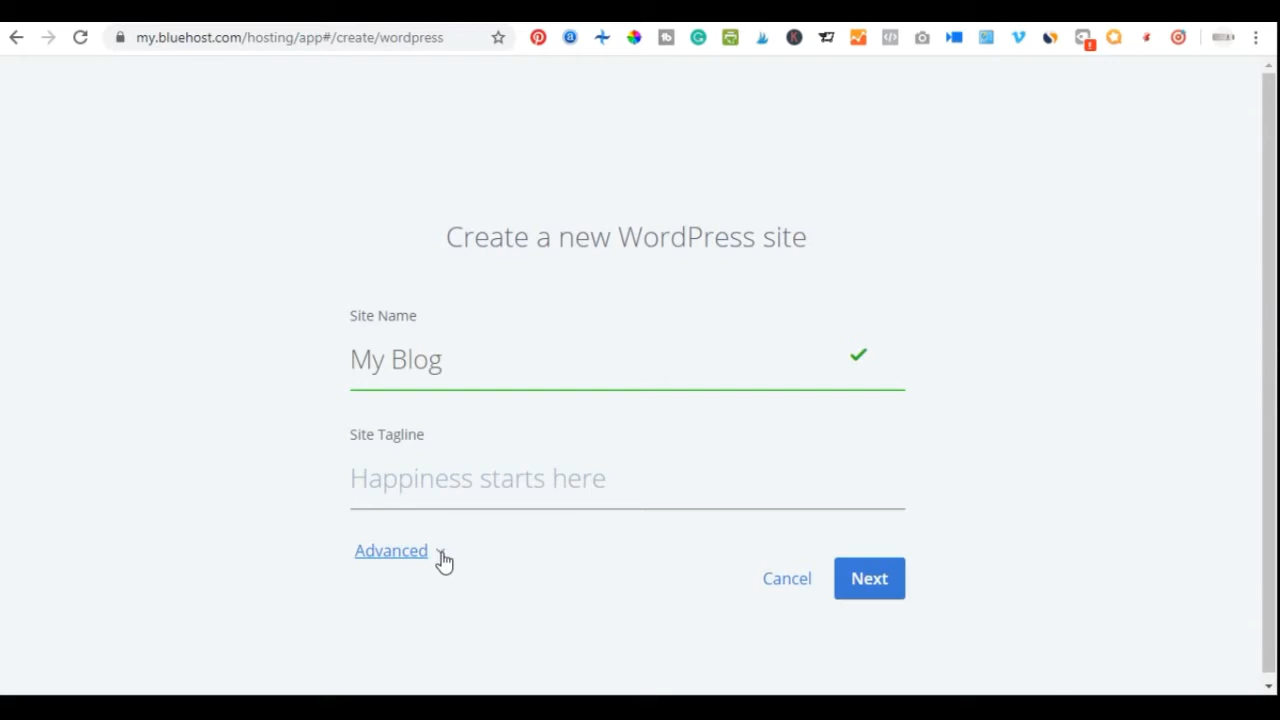 my.bluehost.com/hosting/app#/create/wordpress
Create a new WordPress site
Site Name
My Blog
Site Tagline
Happiness starts here
Advanced
Cancel
Next